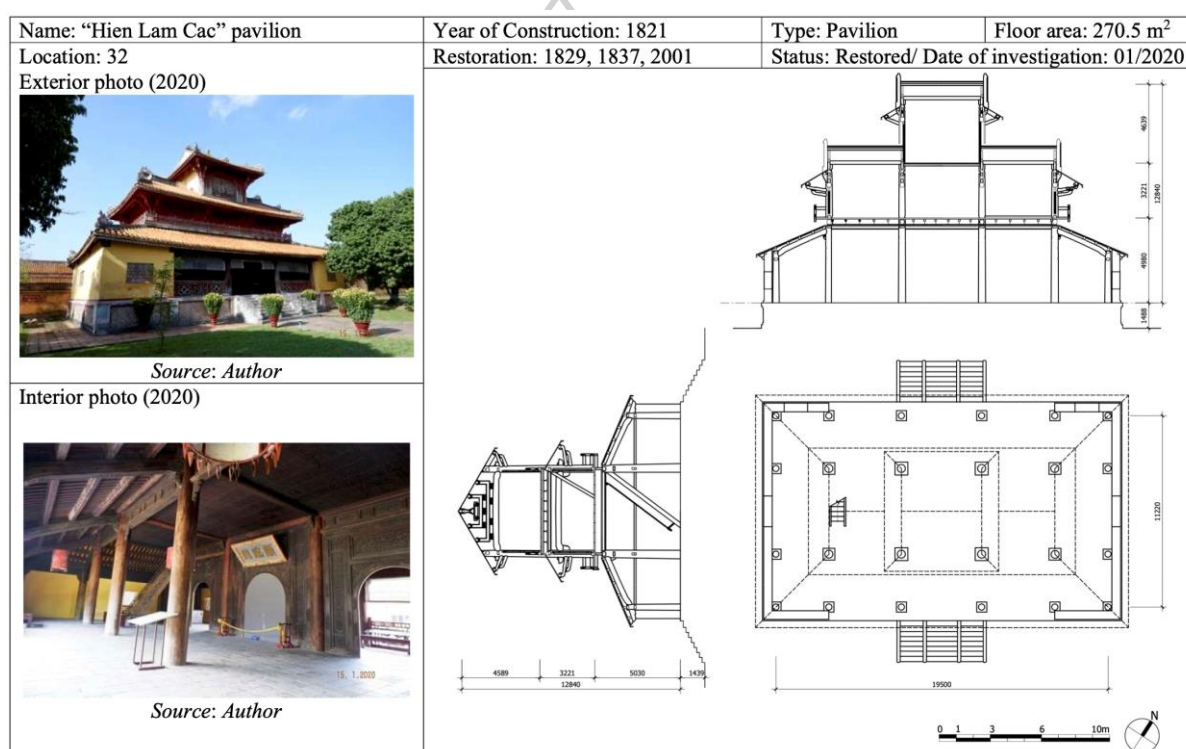 Name: “Hien Lam Cac” pavilion
Year of Construction: 1821
Type: Pavilion
Floor area: 270.5 m²
Location: 32
Restoration: 1829, 1837, 2001
Status: Restored/ Date of investigation: 01/2020
Exterior photo (2020)
Source: Author
Interior photo (2020)
15. 1.2020
Source: Author
4639
3221
12840
4980
1488
4589
3221
5030
1439
12840
11220
19500
0 1 3 6 10m
N